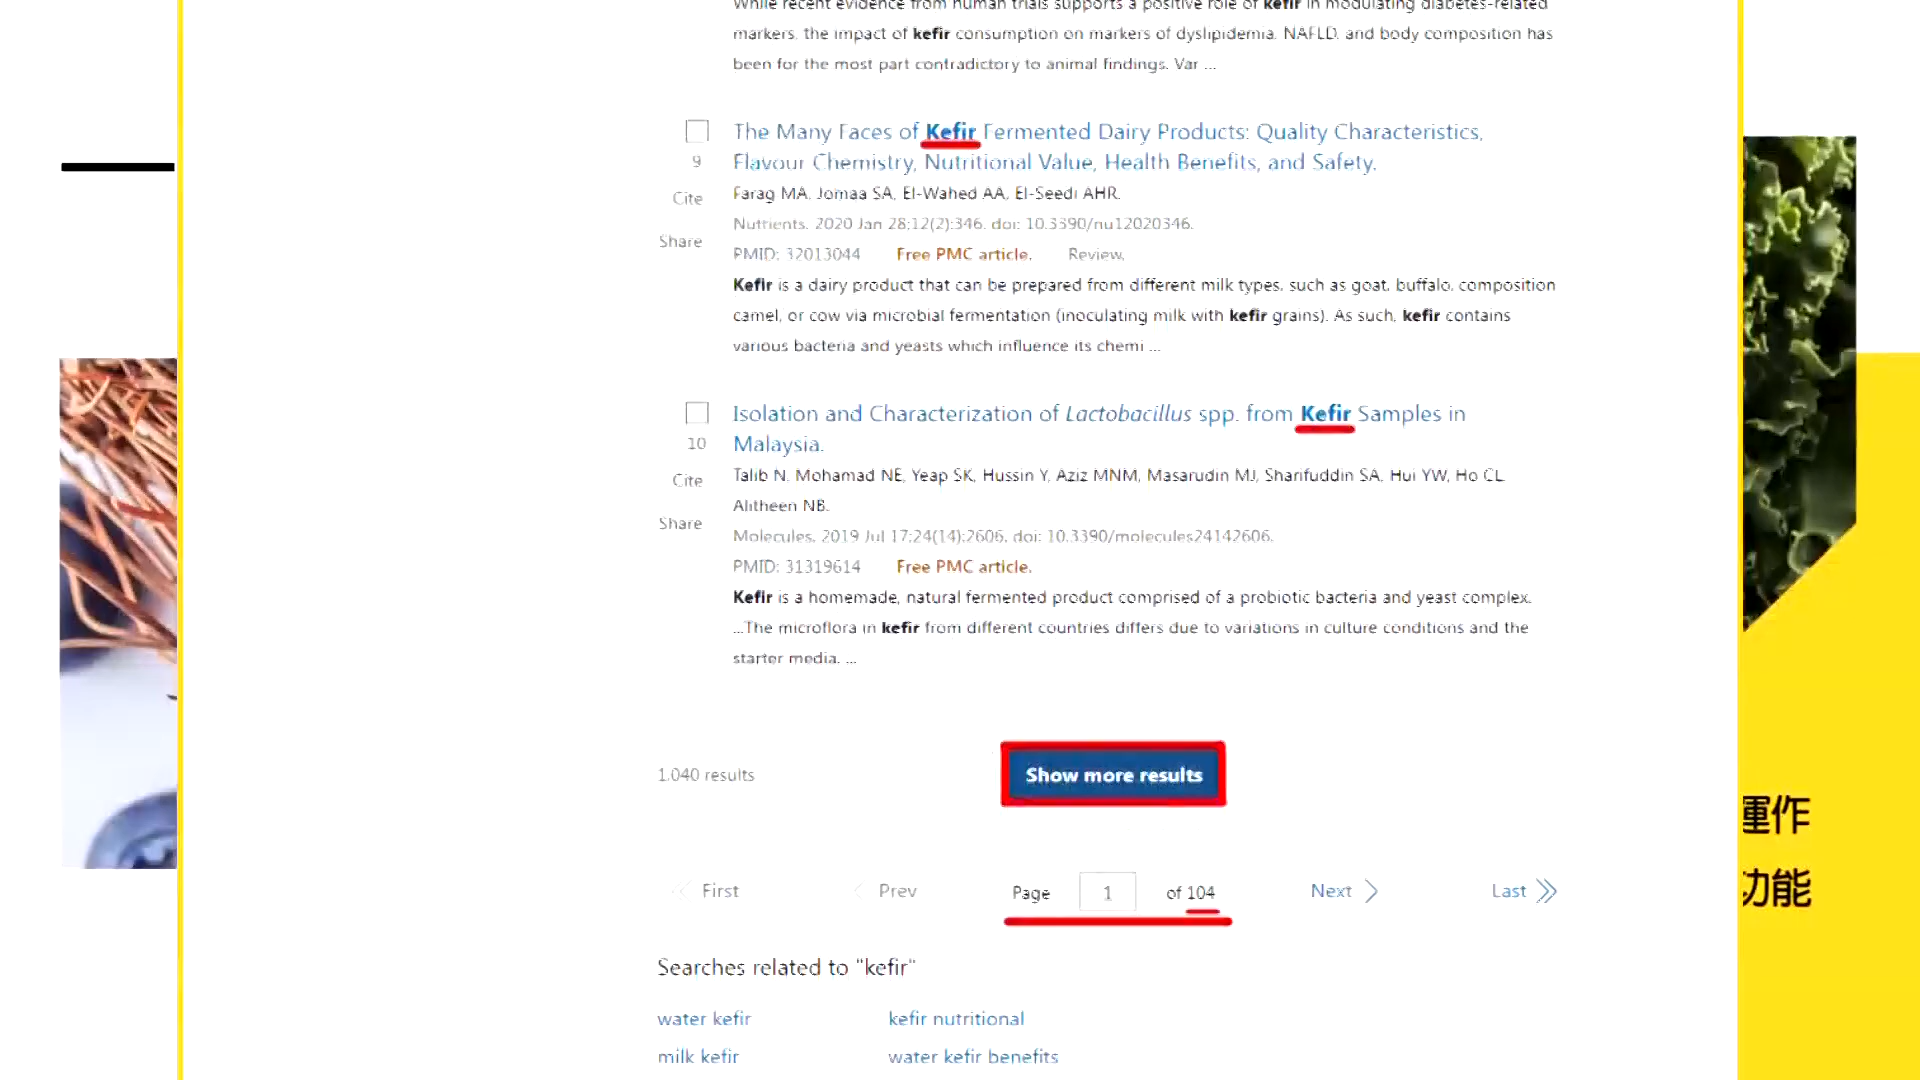 While recent evidence from human trials supports a positive role of kefir in modulating diabetes-related
markers, the impact of kefir consumption on markers of dyslipidemia, NAFLD, and body composition has
been for the most part contradictory to animal findings. Var ...
The Many Faces of Kefir Fermented Dairy Products: Quality Characteristics,
9
Flavour Chemistry, Nutritional Value, Health Benefits, and Safety.
Cite
Farag MA, Jomaa SA, El-Wahed AA, El-Seedi AHR.
Nutrients. 2020 Jan 28;12(2):346. doi: 10.3390/nu12020346.
Share
PMID: 32013044 Free PMC article. Review.
Kefir is a dairy product that can be prepared from different milk types, such as goat, buffalo, composition
camel, or cow via microbial fermentation (inoculating milk with kefir grains). As such, kefir contains
various bacteria and yeasts which influence its chemi ...
Isolation and Characterization of Lactobacillus spp. from Kefir Samples in
10
Malaysia.
Cite
Talib N, Mohamad NE, Yeap SK, Hussin Y, Aziz MNM, Masarudin MJ, Sharifuddin SA, Hui YW, Ho CL,
Alitheen NB.
Share
Molecules. 2019 Jul 17;24(14):2606. doi: 10.3390/molecules24142606.
PMID: 31319614 Free PMC article.
Kefir is a homemade, natural fermented product comprised of a probiotic bacteria and yeast complex.
...The microflora in kefir from different countries differs due to variations in culture conditions and the
starter media. ...
1,040 results
Show more results
運作
First Prev Page 1 of 104 Next Last
功能
Searches related to "kefir"
water kefir kefir nutritional
milk kefir water kefir benefits